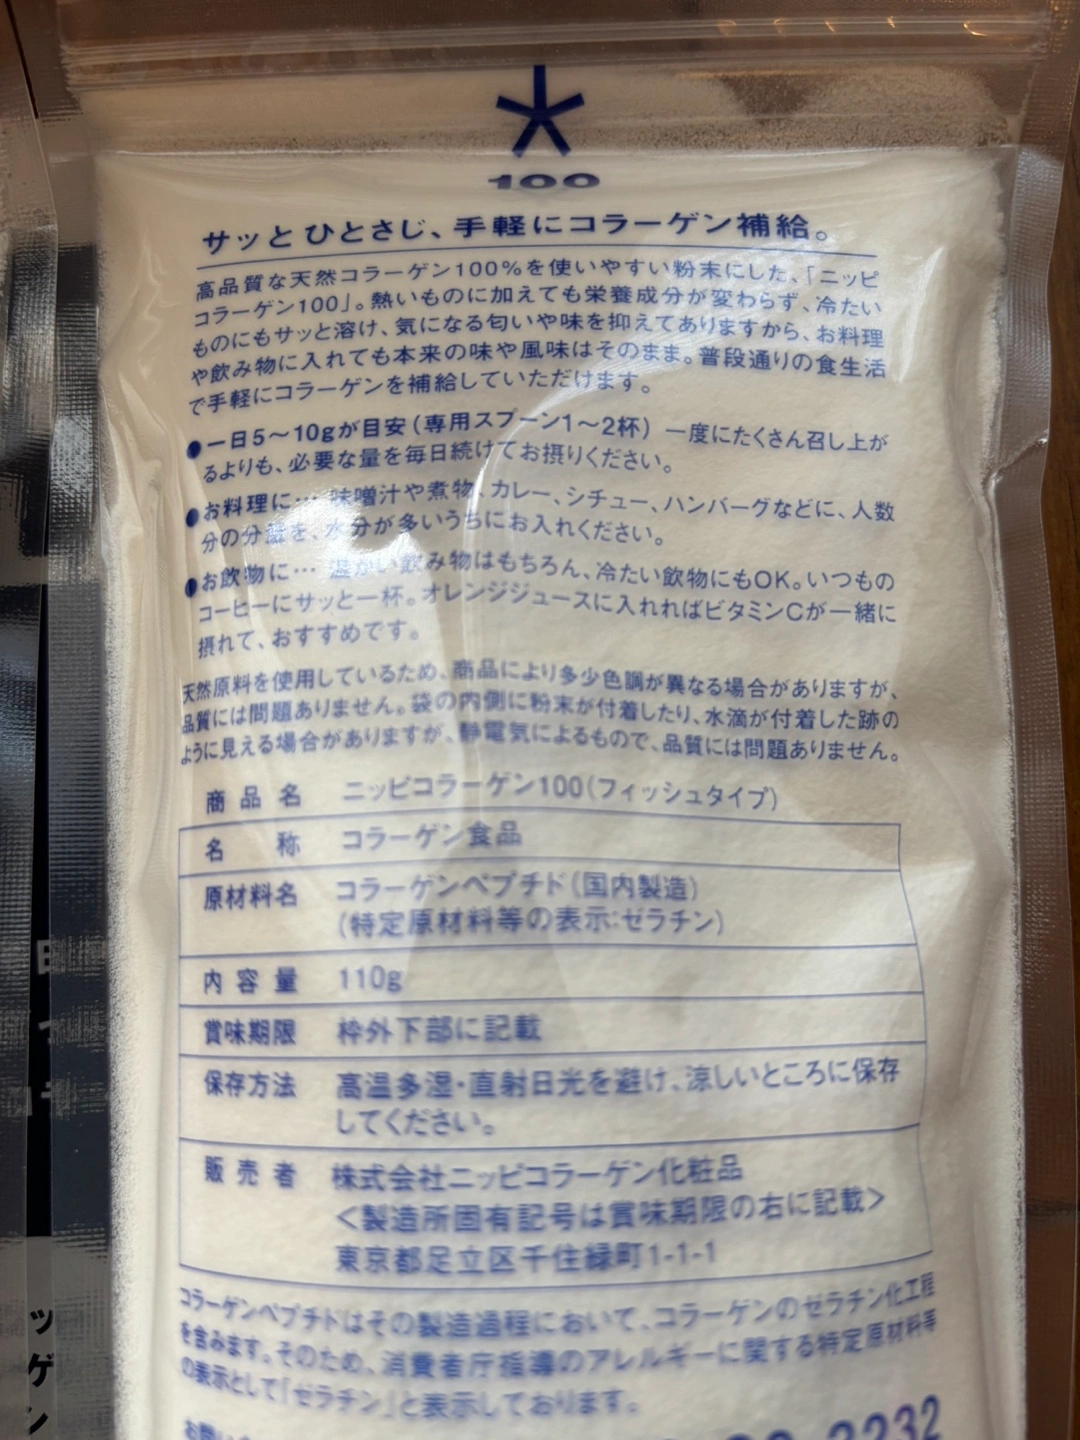 100
サッとひとさじ、手軽にコラーゲン補給。
高品質な天然コラーゲン100%を使いやすい粉末にした、「ニッピ
コラーゲン100」。熱いものに加えても栄養成分が変わらず、冷たい
ものにもサッと溶け、気になる匂いや味を抑えてありますから、お料理
や飲み物に入れても本来の味や風味はそのまま。普段通りの食生活
で手軽にコラーゲンを補給していただけます。
●一日5〜10gが目安(専用スプーン1〜2杯) 一度にたくさん召し上が
るよりも、必要な量を毎日続けてお摂りください。
●お料理に… 味噌汁や煮物、カレー、シチュー、ハンバーグなどに、人数
分の分量を、水分が多いうちにお入れください。
●お飲物に… 温かい飲み物はもちろん、冷たい飲物にもOK。いつもの
コーヒーにサッと一杯。オレンジジュースに入れればビタミンCが一緒に
摂れて、おすすめです。
天然原料を使用しているため、商品により多少色調が異なる場合がありますが、
品質には問題ありません。袋の内側に粉末が付着したり、水滴が付着した跡の
ように見える場合がありますが、静電気によるもので、品質には問題ありません。
商品名 ニッピコラーゲン100(フィッシュタイプ)
名称 コラーゲン食品
原材料名 コラーゲンペプチド(国内製造)
(特定原材料等の表示:ゼラチン)
内容量 110g
賞味期限 枠外下部に記載
保存方法 高温多湿・直射日光を避け、涼しいところに保存
してください。
販売者 株式会社ニッピコラーゲン化粧品
<製造所固有記号は賞味期限の右に記載>
東京都足立区千住緑町1-1-1
コラーゲンペプチドはその製造過程において、コラーゲンのゼラチン化工程
を含みます。そのため、消費者庁指導のアレルギーに関する特定原材料等
の表示として「ゼラチン」と表示しております。
3232
ッ
ゲ
ン